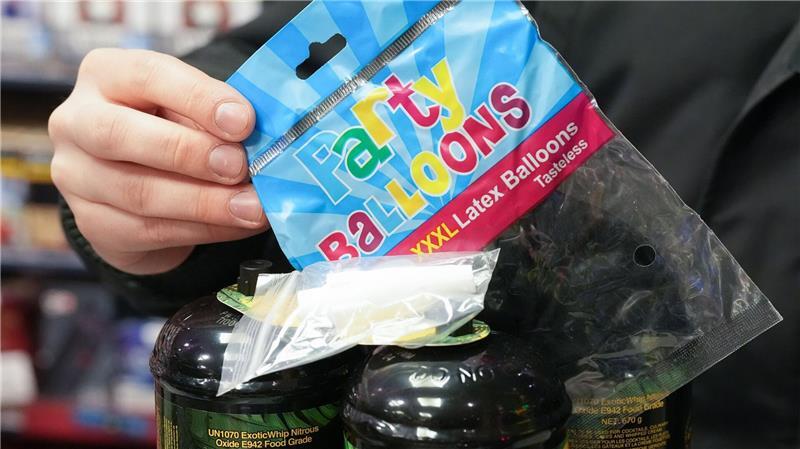 Party
BALLOONS
XXXL Latex Balloons
Tasteless
UN1070 ExoticWhip Nitrous
Oxide E942 Food Grade
UN1070 ExoticWhip Nitrous
Oxide E942 Food Grade
NET. 670 g